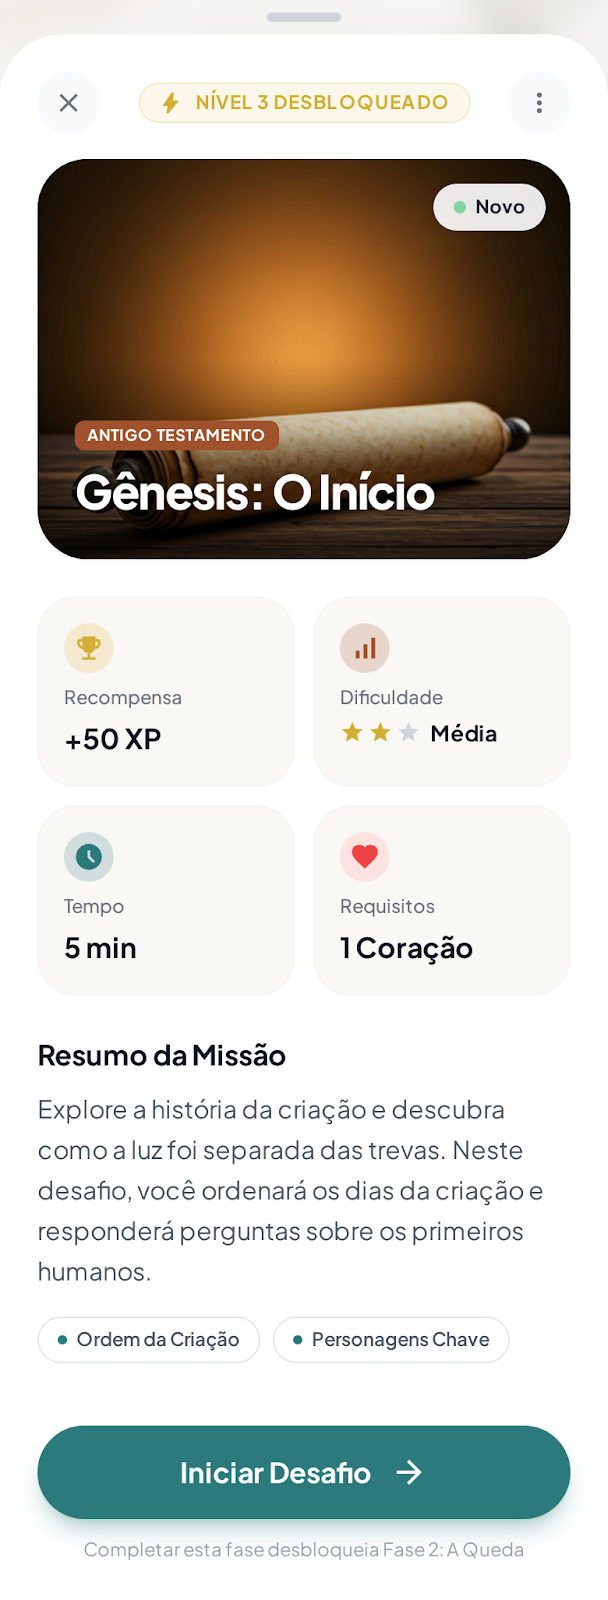 NÍVEL 3 DESBLOQUEADO
Novo
ANTIGO TESTAMENTO
Gênesis: O Início
Recompensa
+50 XP
Dificuldade
Média
Tempo
5 min
Requisitos
1 Coração
Resumo da Missão
Explore a história da criação e descubra
como a luz foi separada das trevas. Neste
desafio, você ordenará os dias da criação e
responderá perguntas sobre os primeiros
humanos.
Ordem da Criação
Personagens Chave
Iniciar Desafio
Completar esta fase desbloqueia Fase 2: A Queda